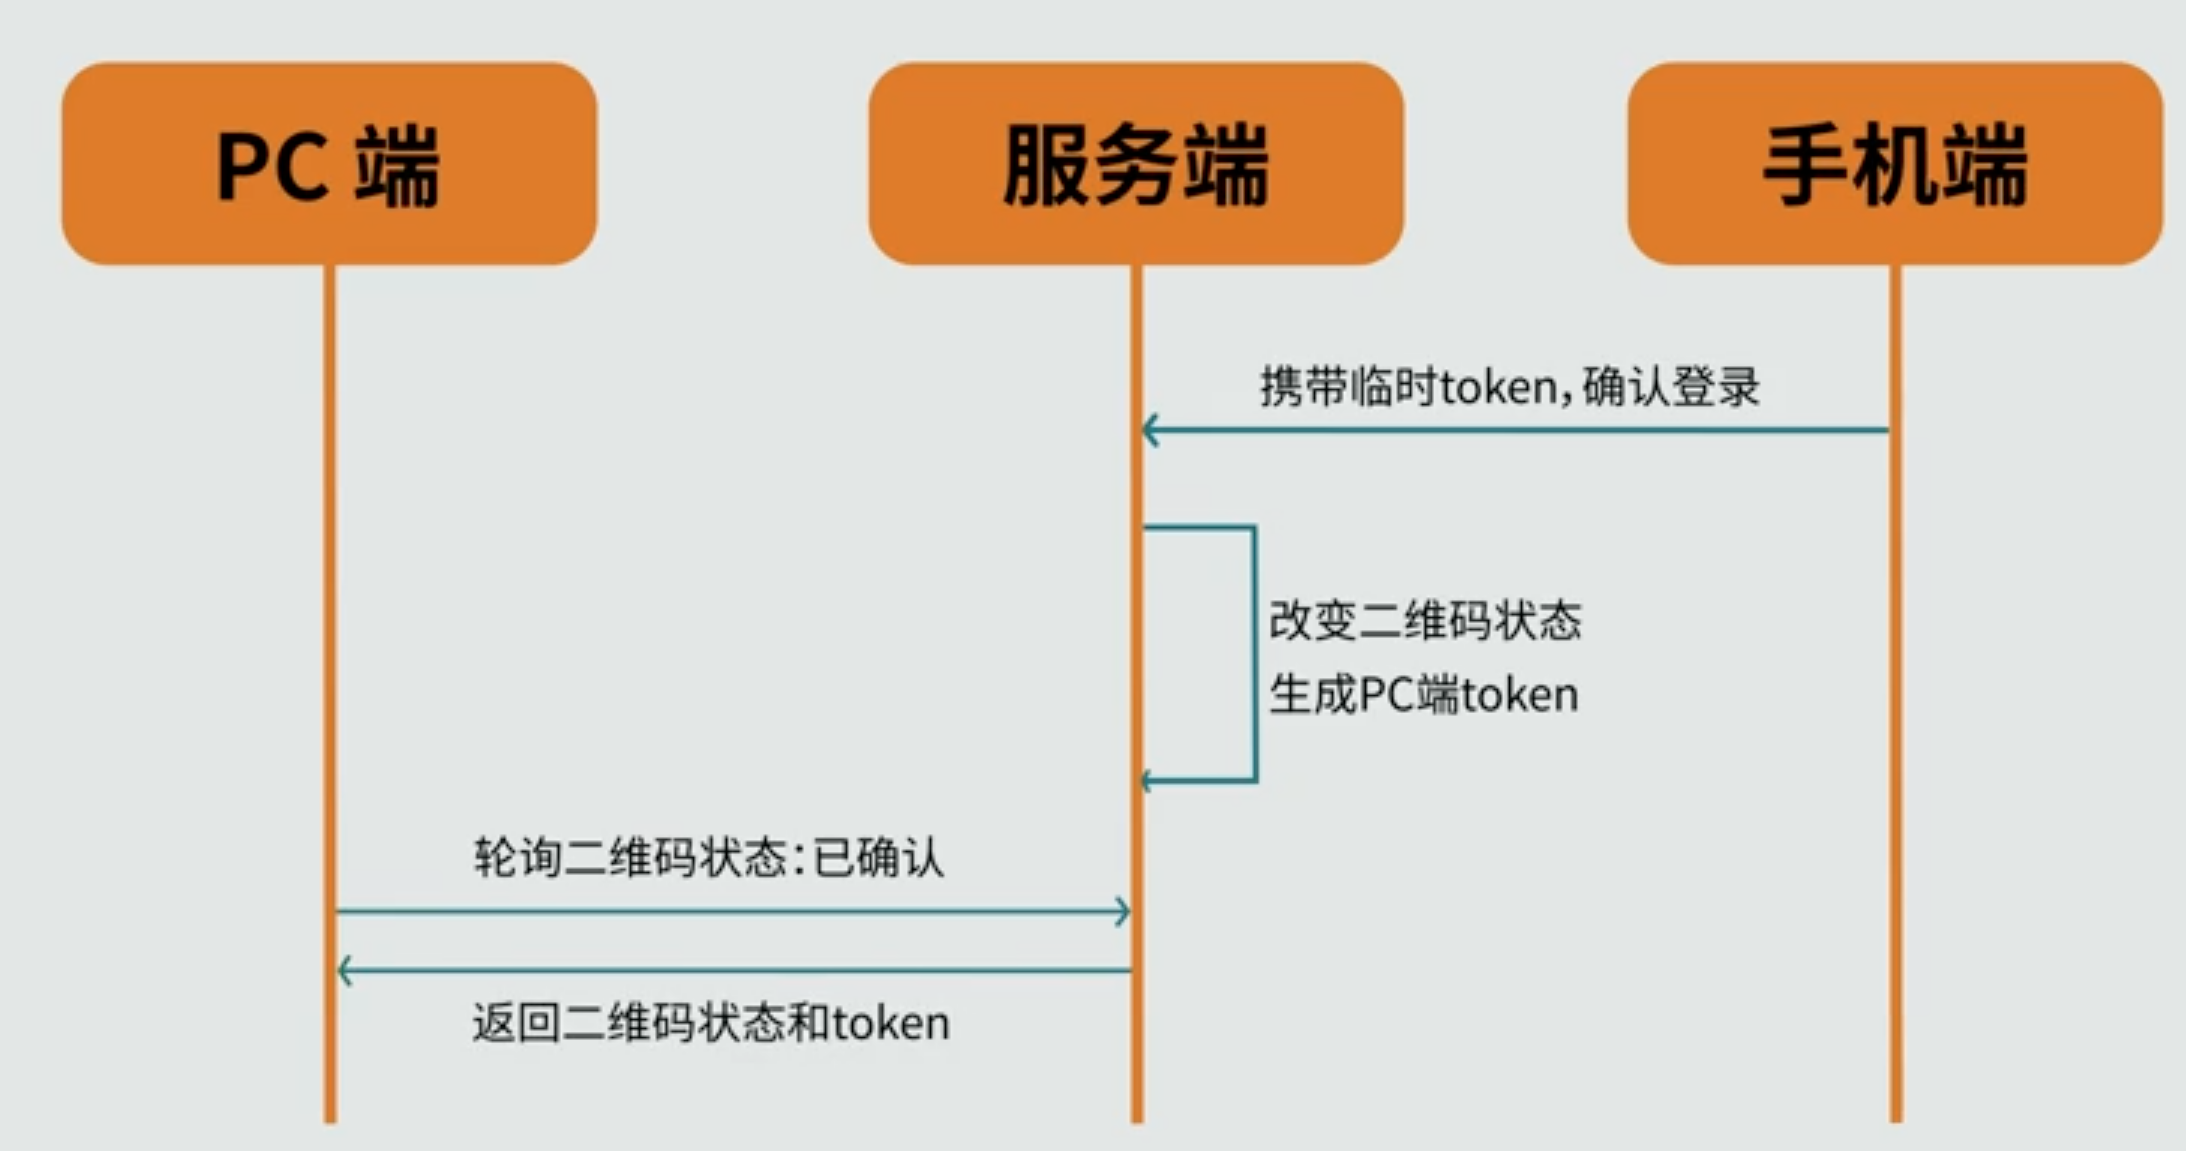 PC 端
服务端
手机端
携带临时token，确认登录
改变二维码状态
生成PC端token
轮询二维码状态：已确认
返回二维码状态和token